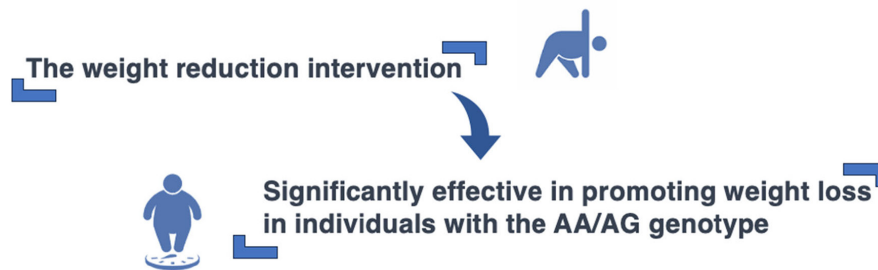 The weight reduction intervention
Significantly effective in promoting weight loss
in individuals with the AA/AG genotype